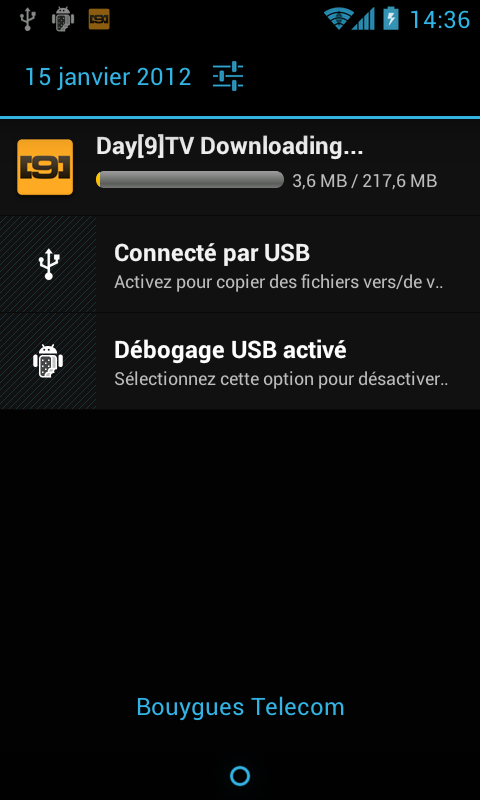 14:36
15 janvier 2012
[9]
Day[9]TV Downloading...
3,6 MB / 217,6 MB
Connecté par USB
Activez pour copier des fichiers vers/de v..
Débogage USB activé
Sélectionnez cette option pour désactiver..
Bouygues Telecom